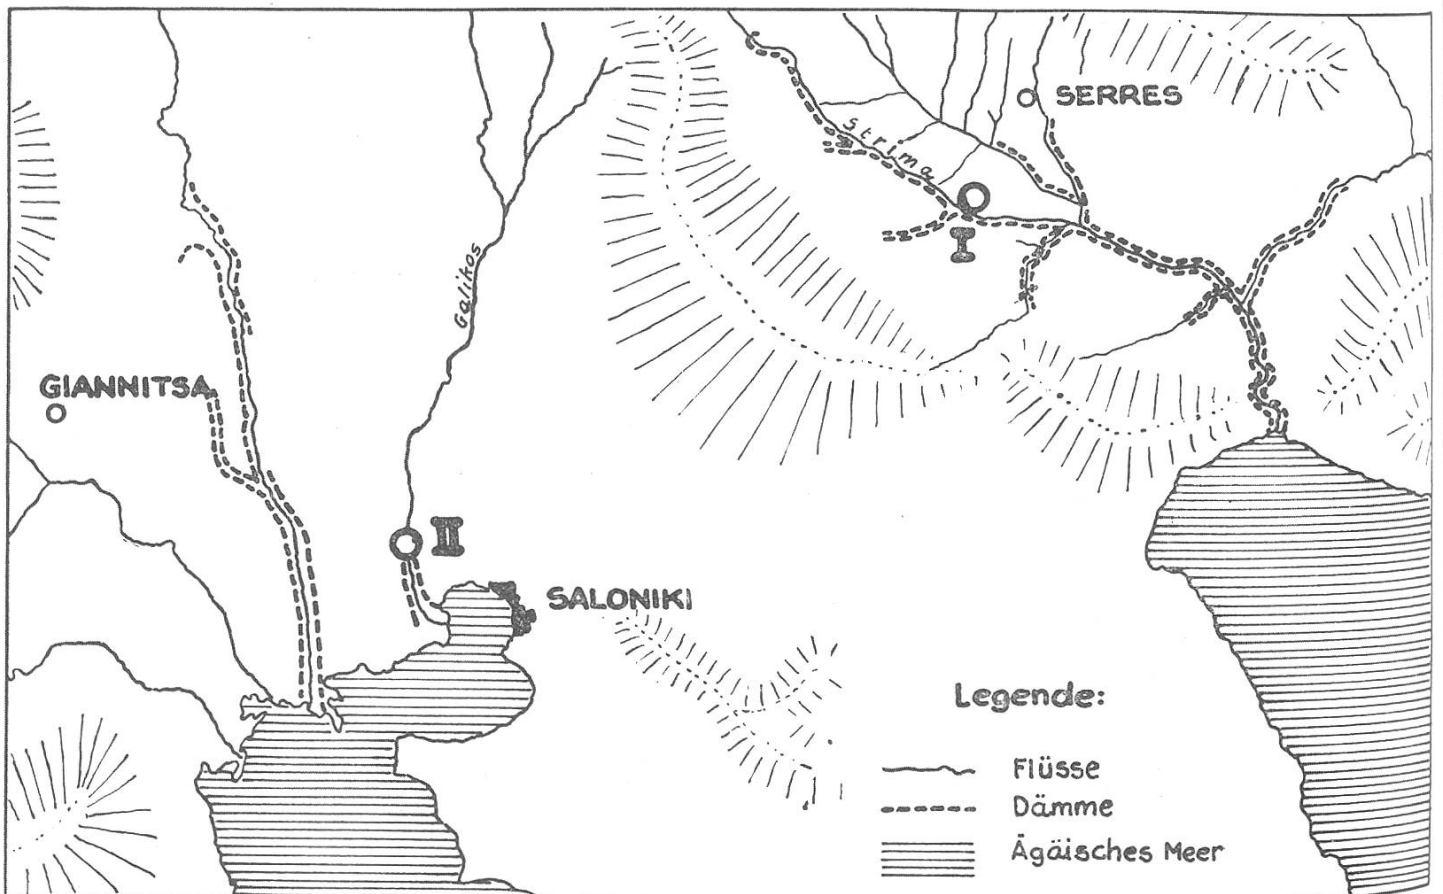 SERRES
Strima
I
Galikos
GIANNITSA
II
SALONIKI
Legende:
Flüsse
Dämme
Ägäisches Meer